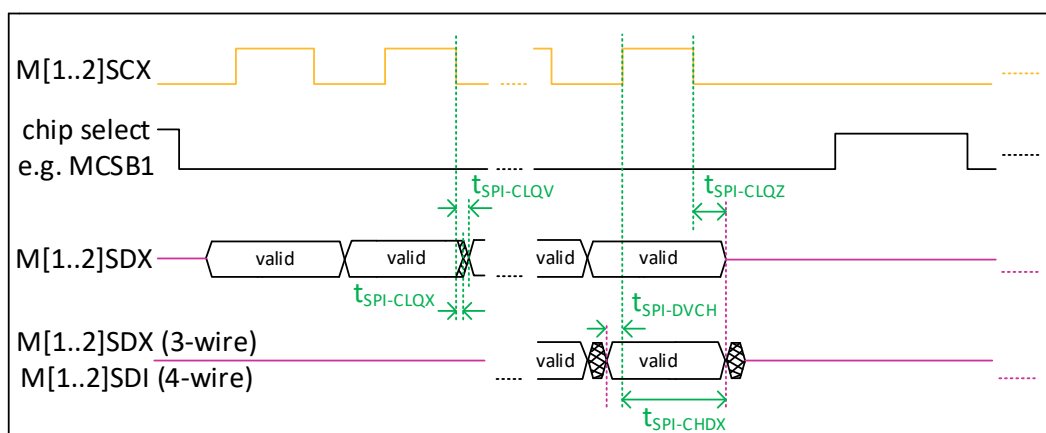 M[1..2]SCX
chip select
e.g. MCSB1
tSPI-CLQV
tSPI-CLQZ
M[1..2]SDX
valid
valid
valid
valid
tSPI-CLQX
tSPI-DVCH
M[1..2]SDX (3-wire)
M[1..2]SDI (4-wire)
valid
valid
tSPI-CHDX